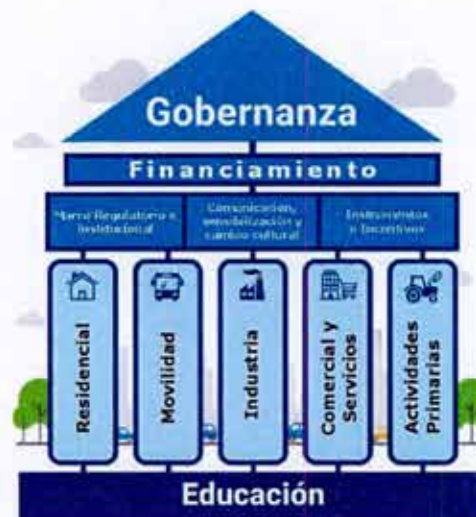 Gobernanza
Financiamiento
Marco Regulatorio e
Institucional
Comunicación,
sensibilización y
cambio cultural
Instrumentos
e Incentivos
Residencial
Movilidad
Industria
Comercial y
Servicios
Actividades
Primarias
Educación